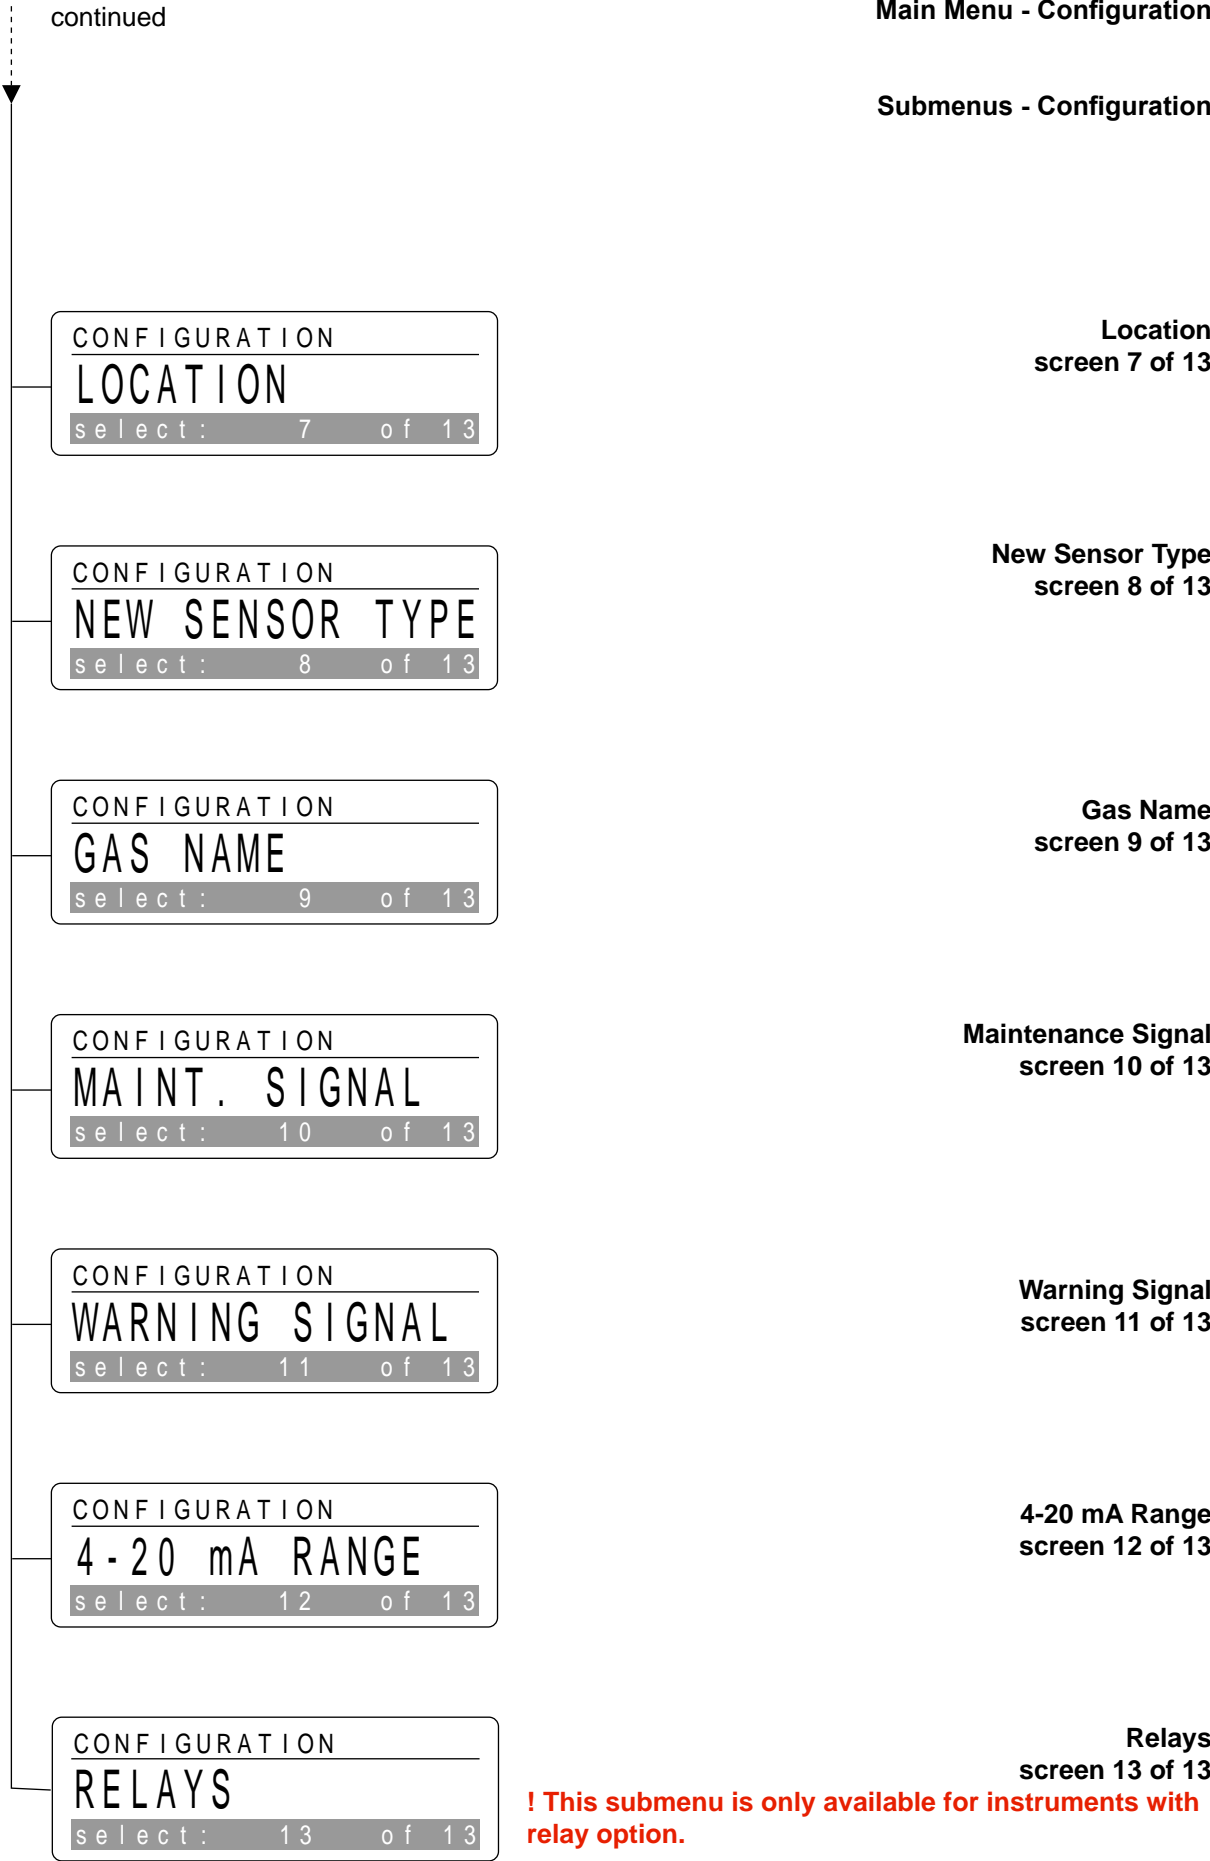 continued
Main Menu - Configuration
Submenus - Configuration
CONFIGURATION
LOCATION
select: 7 of 13
Location
screen 7 of 13
CONFIGURATION
NEW SENSOR TYPE
select: 8 of 13
New Sensor Type
screen 8 of 13
CONFIGURATION
GAS NAME
select: 9 of 13
Gas Name
screen 9 of 13
CONFIGURATION
MAINT. SIGNAL
select: 10 of 13
Maintenance Signal
screen 10 of 13
CONFIGURATION
WARNING SIGNAL
select: 11 of 13
Warning Signal
screen 11 of 13
CONFIGURATION
4-20 mA RANGE
select: 12 of 13
4-20 mA Range
screen 12 of 13
CONFIGURATION
RELAYS
select: 13 of 13
Relays
screen 13 of 13
! This submenu is only available for instruments with
relay option.